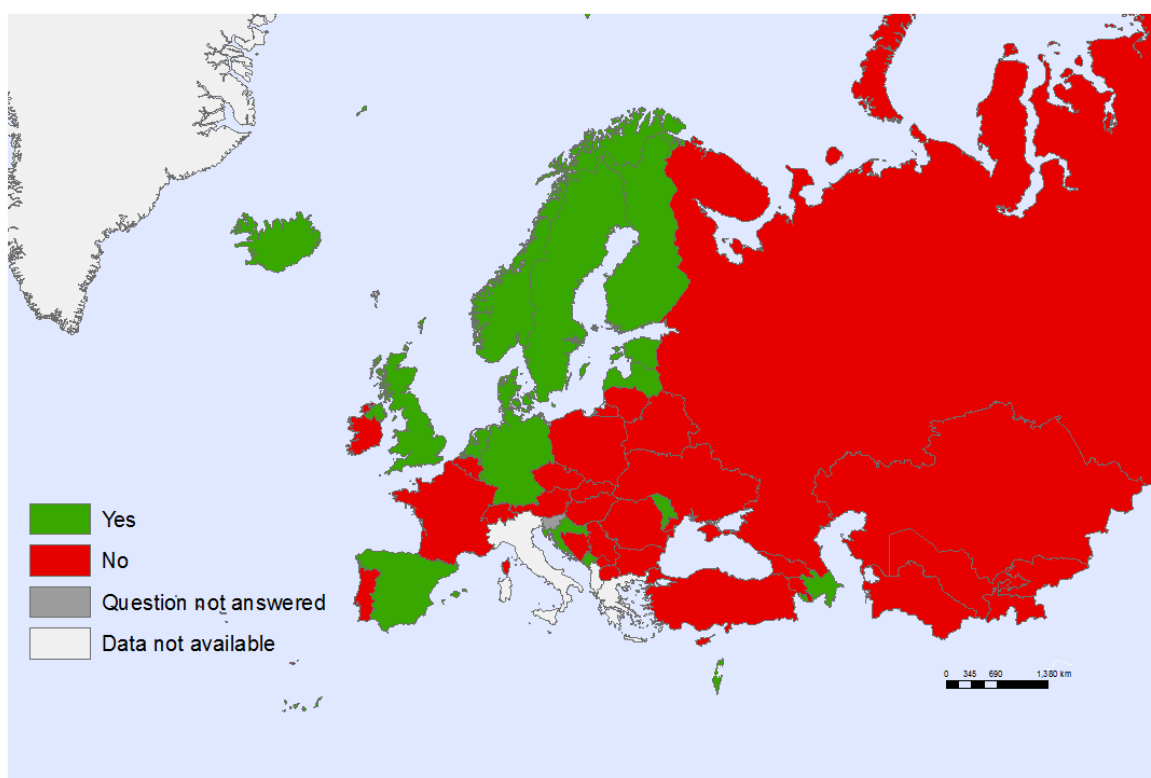 Yes
No
Question not answered
Data not available
0 345 690 1,380 km